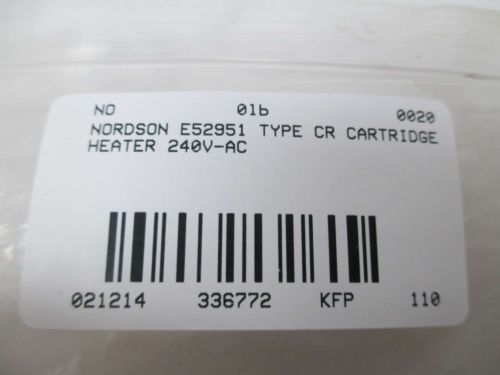 NO 01b 0020
NORDSON E52951 TYPE CR CARTRIDGE
HEATER 240V-AC
021214 336772 KFP 110